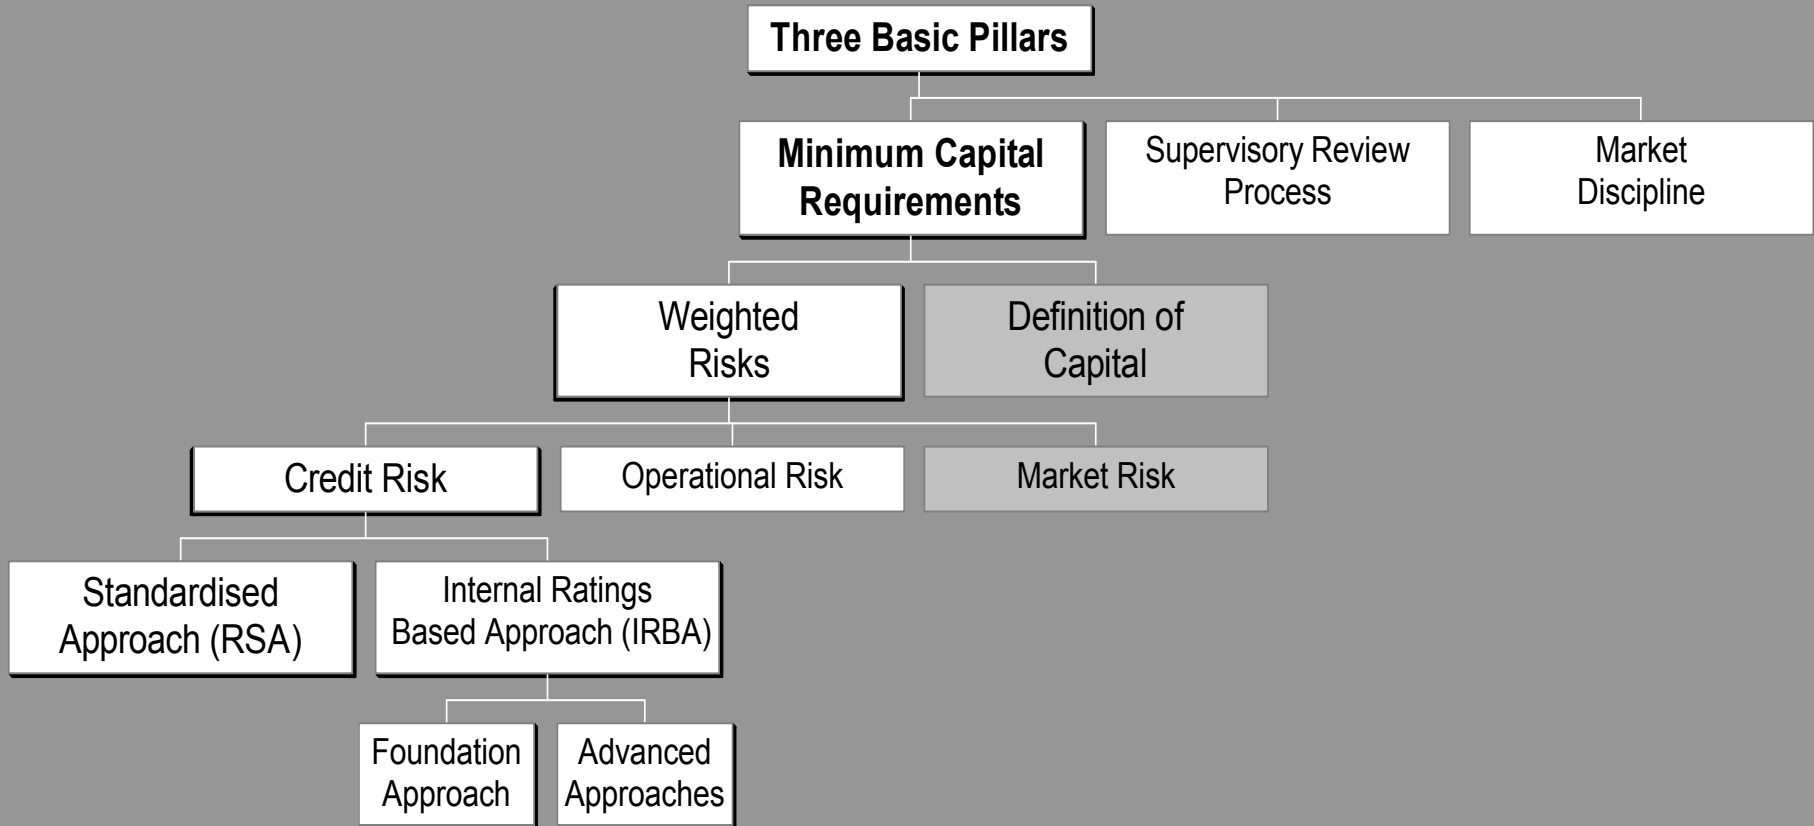 Three Basic Pillars
Minimum Capital
Requirements
Supervisory Review
Process
Market
Discipline
Weighted
Risks
Definition of
Capital
Credit Risk
Operational Risk
Market Risk
Standardised
Approach (RSA)
Internal Ratings
Based Approach (IRBA)
Foundation
Approach
Advanced
Approaches